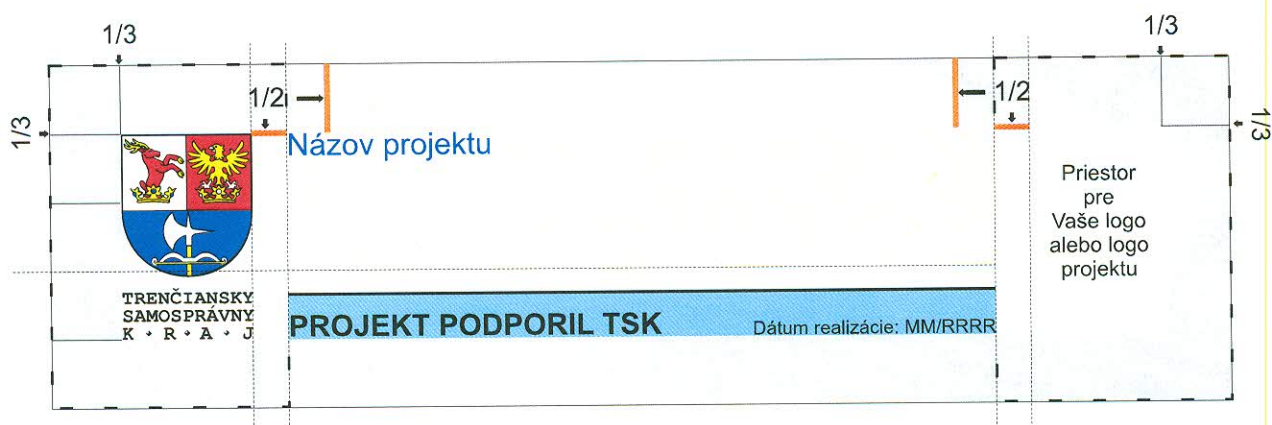 1/3
1/3
1/3
1/2
1/2
1/3
Názov projektu
Priestor
pre
Vaše logo
alebo logo
projektu
TRENČIANSKY
SAMOSPRÁVNY
K • R • A • J
PROJEKT PODPORIL TSK
Dátum realizácie: MM/RRRR